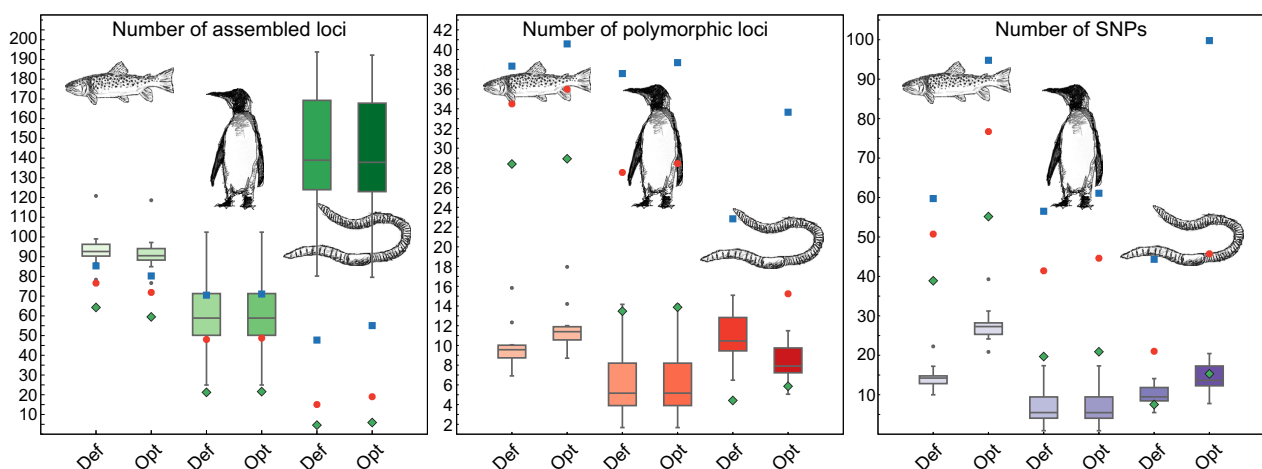 Number of assembled loci
200
190
180
170
160
150
140
130
120
110
100
90
80
70
60
50
40
30
20
10
Def
Opt
Def
Opt
Def
Opt
Number of polymorphic loci
42
40
38
36
34
32
30
28
26
24
22
20
18
16
14
12
10
8
6
4
2
Def
Opt
Def
Opt
Def
Opt
Number of SNPs
100
90
80
70
60
50
40
30
20
10
Def
Opt
Def
Opt
Def
Opt